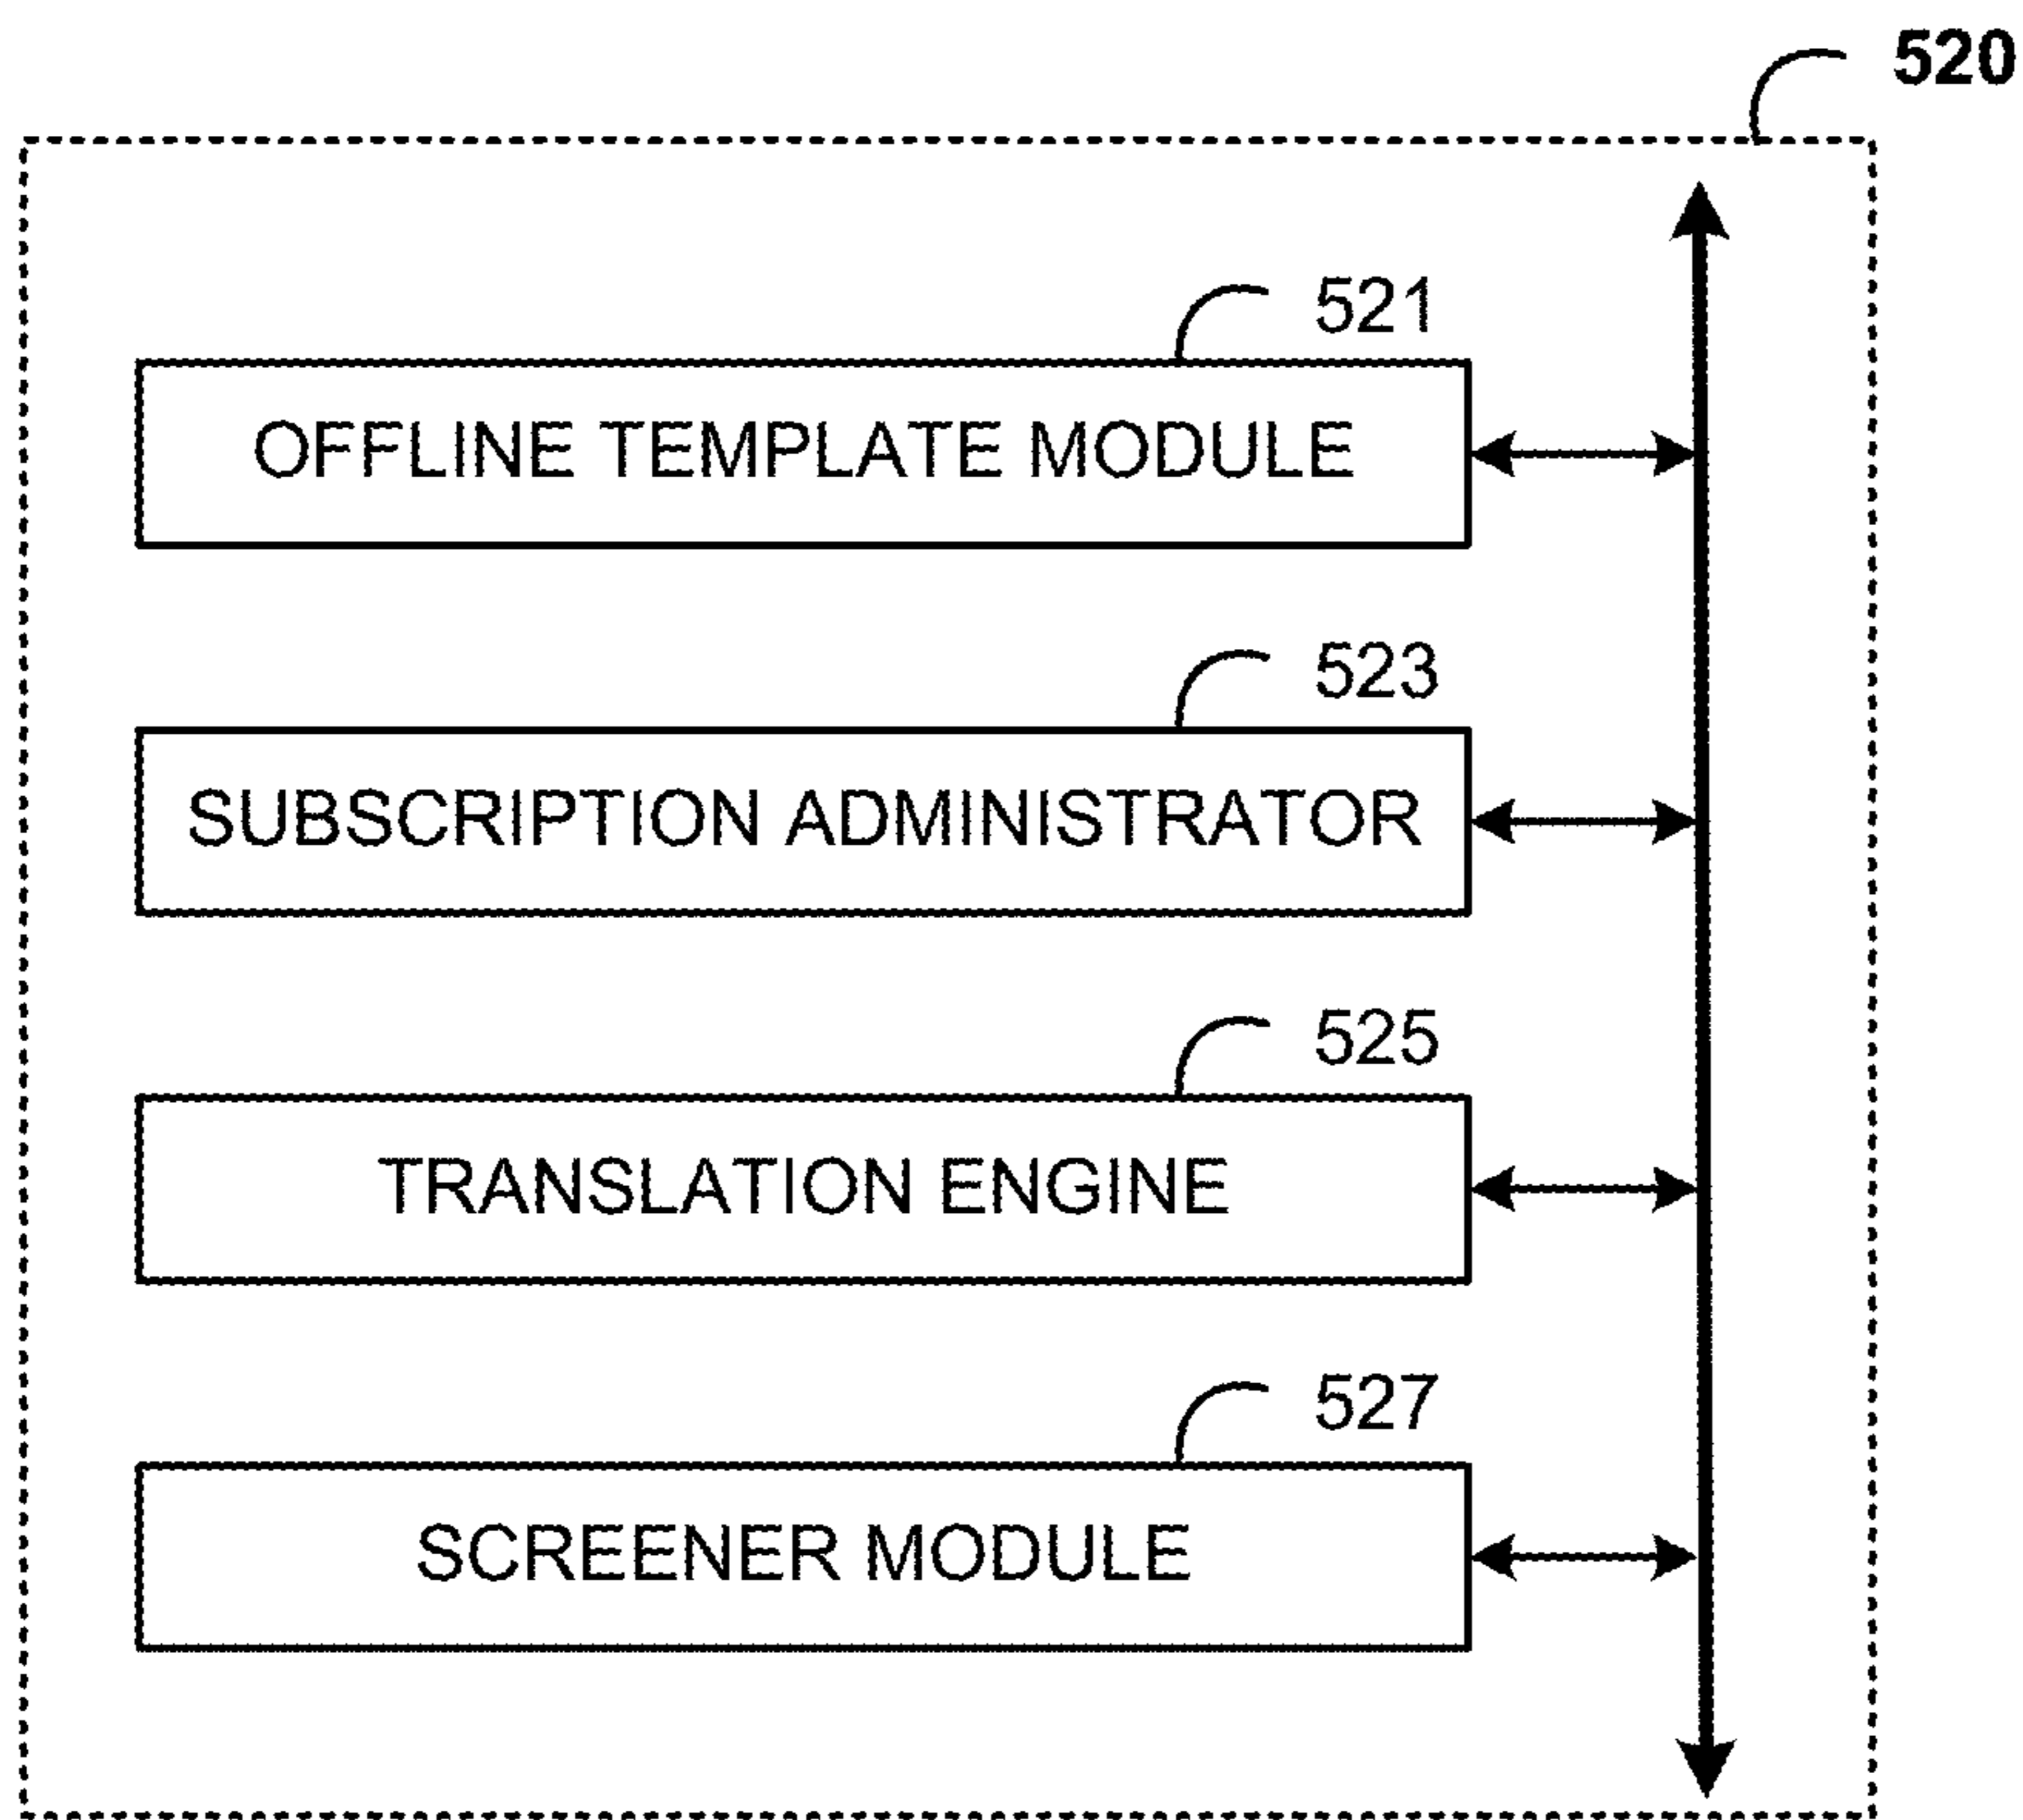 520
521
OFFLINE TEMPLATE MODULE
523
SUBSCRIPTION ADMINISTRATOR
525
TRANSLATION ENGINE
527
SCREENER MODULE